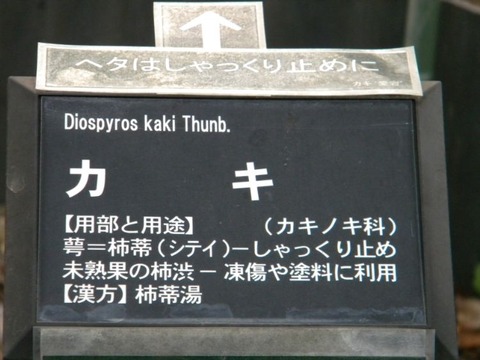 ヘタはしゃっくり止めに
Diospyros kaki Thunb.
カ キ
【用部と用途】 (カキノキ科)
萼=柿蒂(シテイ)-しゃっくり止め
未熟果の柿渋-凍傷や塗料に利用
【漢方】柿蒂湯